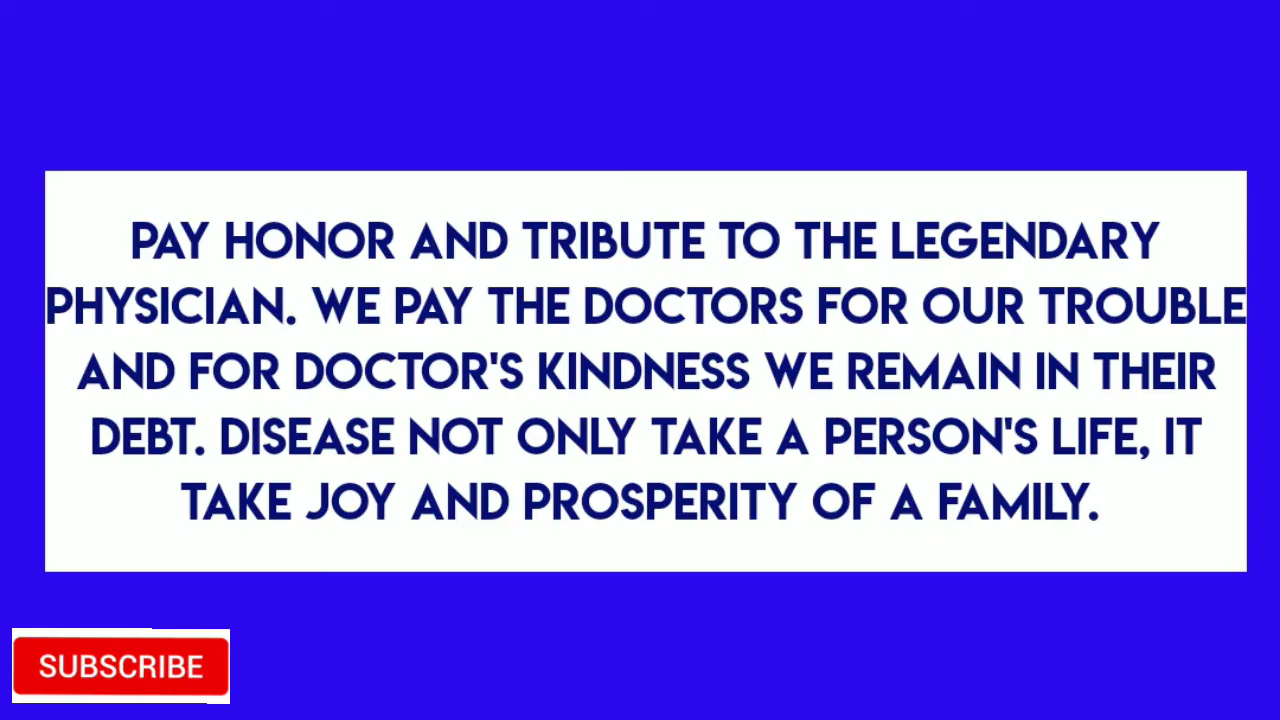 PAY HONOR AND TRIBUTE TO THE LEGENDARY
PHYSICIAN. WE PAY THE DOCTORS FOR OUR TROUBLE
AND FOR DOCTOR'S KINDNESS WE REMAIN IN THEIR
DEBT. DISEASE NOT ONLY TAKE A PERSON'S LIFE, IT
TAKE JOY AND PROSPERITY OF A FAMILY.
SUBSCRIBE